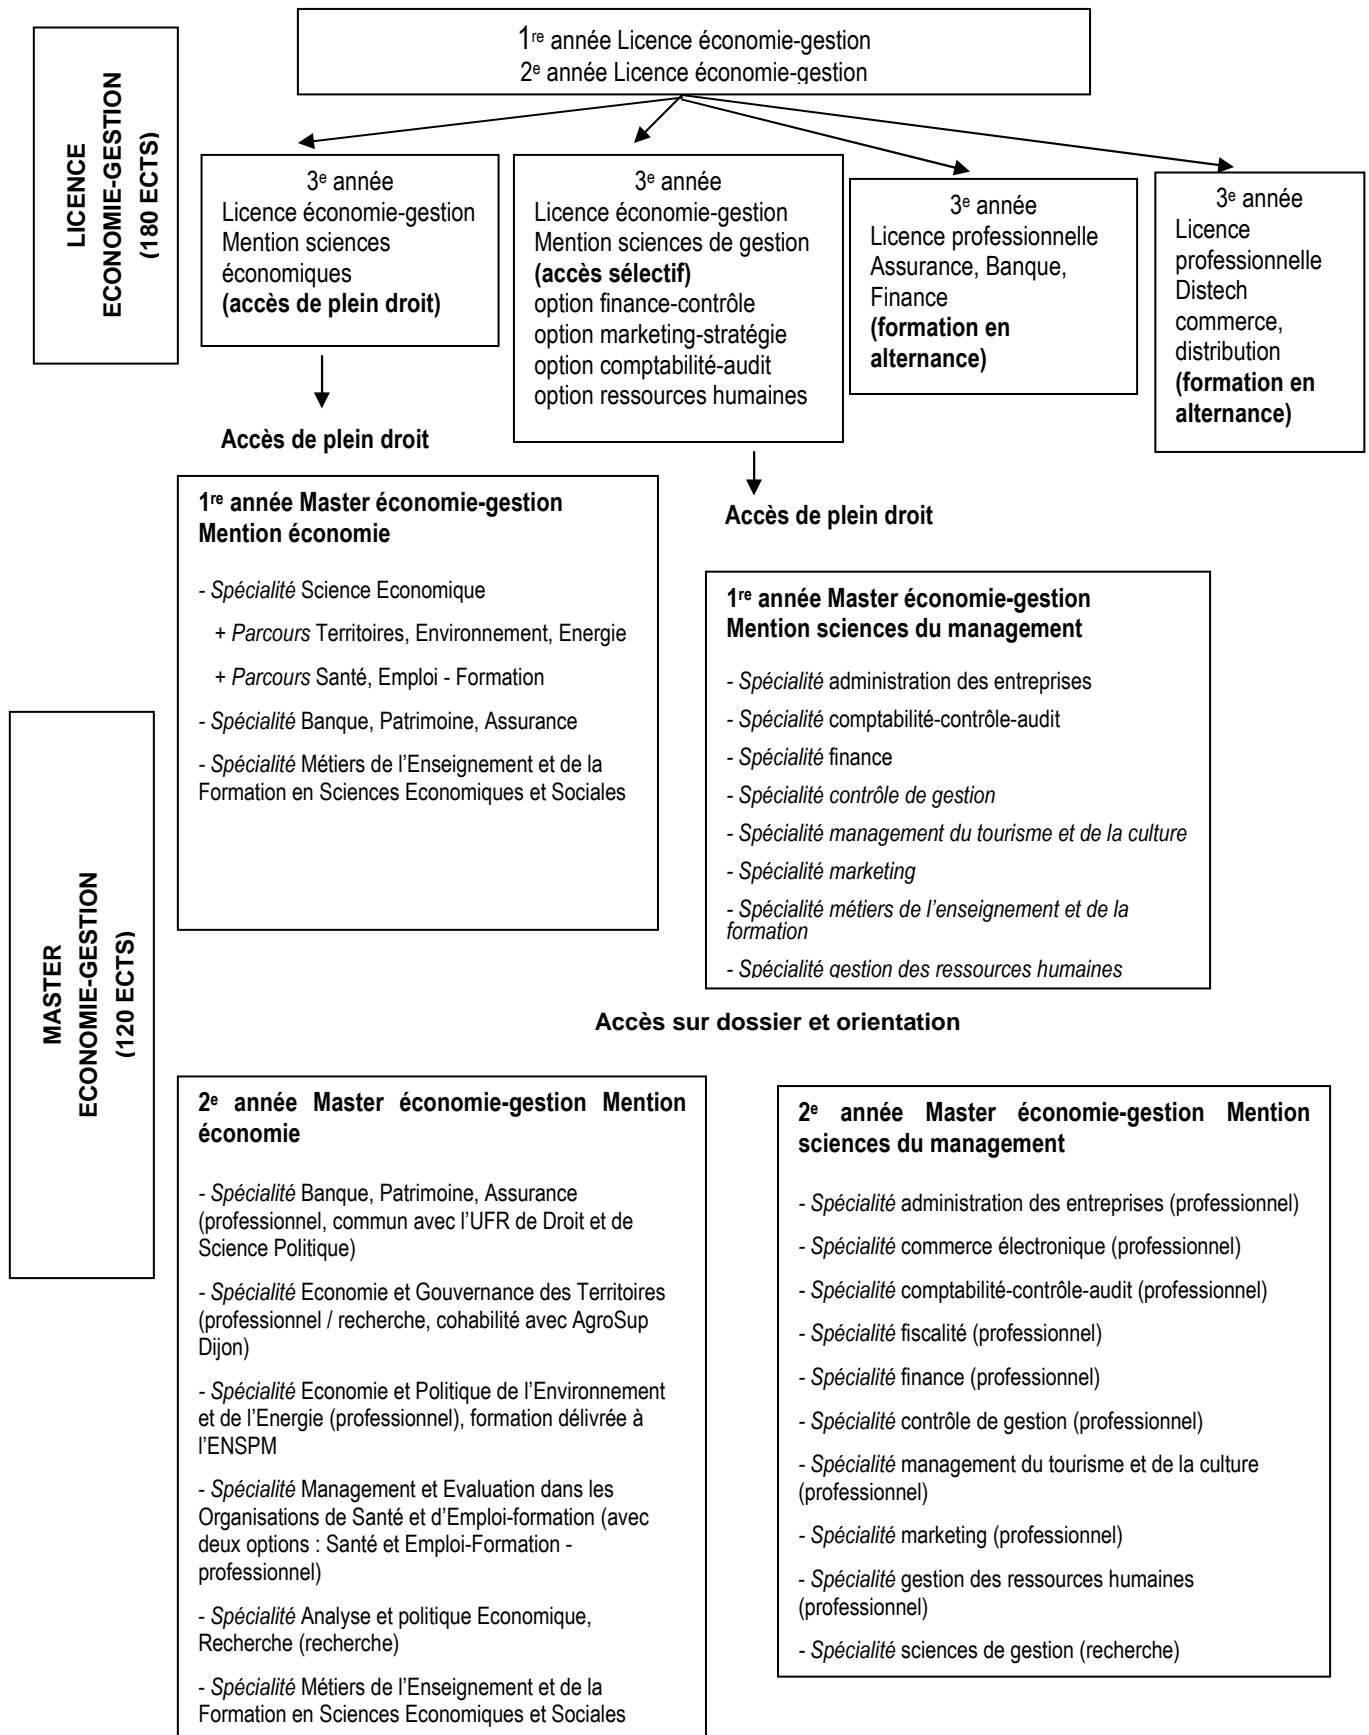 1re année Licence économie-gestion
2e année Licence économie-gestion
LICENCE
ECONOMIE-GESTION
(180 ECTS)
3e année
Licence économie-gestion
Mention sciences
économiques
(accès de plein droit)
3e année
Licence économie-gestion
Mention sciences de gestion
(accès sélectif)
option finance-contrôle
option marketing-stratégie
option comptabilité-audit
option ressources humaines
3e année
Licence professionnelle
Assurance, Banque,
Finance
(formation en
alternance)
3e année
Licence
professionnelle
Distech
commerce,
distribution
(formation en
alternance)
Accès de plein droit
Accès de plein droit
MASTER
ECONOMIE-GESTION
(120 ECTS)
1re année Master économie-gestion
Mention économie
- Spécialité Science Economique
+ Parcours Territoires, Environnement, Energie
+ Parcours Santé, Emploi - Formation
- Spécialité Banque, Patrimoine, Assurance
- Spécialité Métiers de l’Enseignement et de la
Formation en Sciences Economiques et Sociales
1re année Master économie-gestion
Mention sciences du management
- Spécialité administration des entreprises
- Spécialité comptabilité-contrôle-audit
- Spécialité finance
- Spécialité contrôle de gestion
- Spécialité management du tourisme et de la culture
- Spécialité marketing
- Spécialité métiers de l’enseignement et de la
formation
- Spécialité gestion des ressources humaines
Accès sur dossier et orientation
2e année Master économie-gestion Mention
économie
- Spécialité Banque, Patrimoine, Assurance
(professionnel, commun avec l’UFR de Droit et de
Science Politique)
- Spécialité Economie et Gouvernance des Territoires
(professionnel / recherche, cohabilité avec AgroSup
Dijon)
- Spécialité Economie et Politique de l’Environnement
et de l’Energie (professionnel), formation délivrée à
l’ENSPM
- Spécialité Management et Evaluation dans les
Organisations de Santé et d’Emploi-formation (avec
deux options : Santé et Emploi-Formation -
professionnel)
- Spécialité Analyse et politique Economique,
Recherche (recherche)
- Spécialité Métiers de l’Enseignement et de la
Formation en Sciences Economiques et Sociales
2e année Master économie-gestion Mention
sciences du management
- Spécialité administration des entreprises (professionnel)
- Spécialité commerce électronique (professionnel)
- Spécialité comptabilité-contrôle-audit (professionnel)
- Spécialité fiscalité (professionnel)
- Spécialité finance (professionnel)
- Spécialité contrôle de gestion (professionnel)
- Spécialité management du tourisme et de la culture
(professionnel)
- Spécialité marketing (professionnel)
- Spécialité gestion des ressources humaines
(professionnel)
- Spécialité sciences de gestion (recherche)